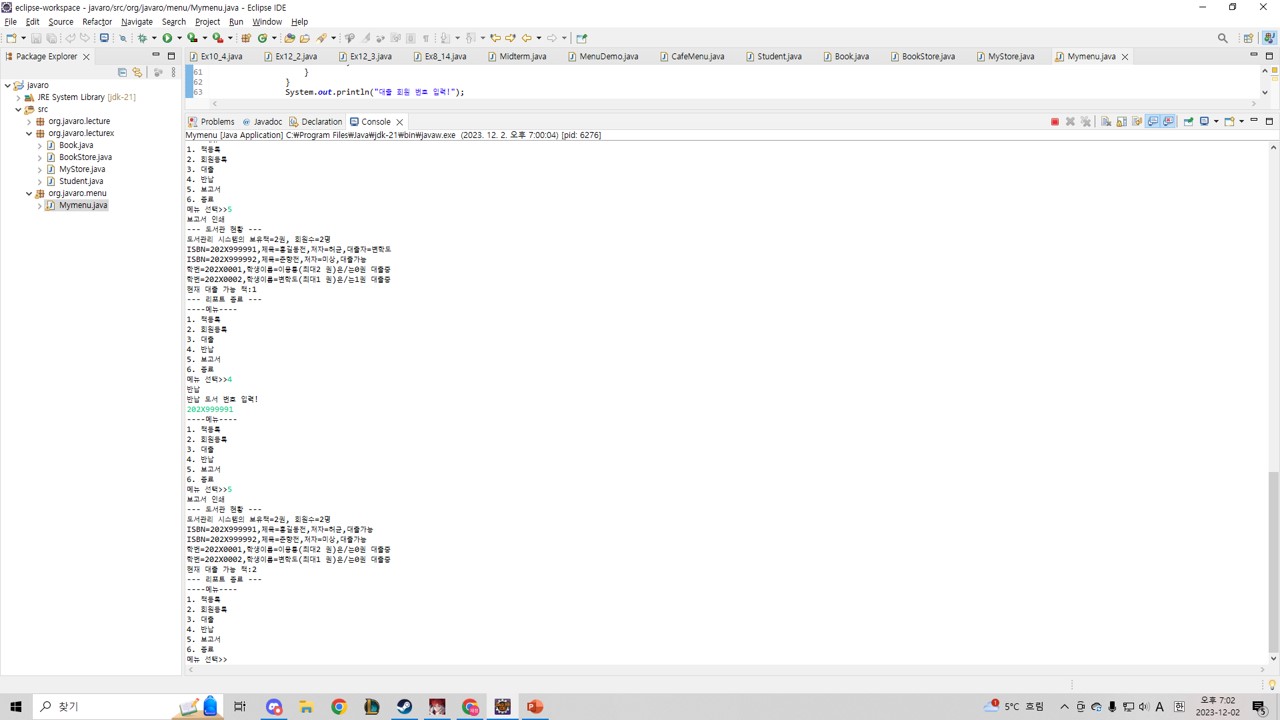 eclipse-workspace - javaro/src/org/javaro/menu/Mymenu.java - Eclipse IDE
File Edit Source Refactor Navigate Search Project Run Window Help
Package Explorer
Ex10_4.java Ex12_2.java Ex12_3.java Ex8_14.java Midterm.java MenuDemo.java CafeMenu.java Student.java Book.java BookStore.java MyStore.java Mymenu.java
javaro
JRE System Library [jdk-21]
src
org.javaro.lecture
org.javaro.lecturex
Book.java
BookStore.java
MyStore.java
Student.java
org.javaro.menu
Mymenu.java
61 }
62 }
63 System.out.println("대출 회원 번호 입력!");
Problems Javadoc Declaration Console
Mymenu [Java Application] C:₩Program Files₩Java₩jdk-21₩bin₩javaw.exe (2023. 12. 2. 오후 7:00:04) [pid: 6276]
1. 책등록
2. 회원등록
3. 대출
4. 반납
5. 보고서
6. 종료
메뉴 선택>>5
보고서 인쇄
--- 도서관 현황 ---
도서관리 시스템의 보유책=2권, 회원수=2명
ISBN=202X999991,제목=홍길동전,저자=허균,대출자=변학도
ISBN=202X999992,제목=춘향전,저자=미상,대출가능
학번=202X0001,학생이름=이몽룡(최대2 권)은/는0권 대출중
학번=202X0002,학생이름=변학도(최대1 권)은/는1권 대출중
현재 대출 가능 책:1
--- 리포트 종료 ---
----메뉴----
1. 책등록
2. 회원등록
3. 대출
4. 반납
5. 보고서
6. 종료
메뉴 선택>>4
반납
반납 도서 번호 입력!
202X999991
----메뉴----
1. 책등록
2. 회원등록
3. 대출
4. 반납
5. 보고서
6. 종료
메뉴 선택>>5
보고서 인쇄
--- 도서관 현황 ---
도서관리 시스템의 보유책=2권, 회원수=2명
ISBN=202X999991,제목=홍길동전,저자=허균,대출가능
ISBN=202X999992,제목=춘향전,저자=미상,대출가능
학번=202X0001,학생이름=이몽룡(최대2 권)은/는0권 대출중
학번=202X0002,학생이름=변학도(최대1 권)은/는0권 대출중
현재 대출 가능 책:2
--- 리포트 종료 ---
----메뉴----
1. 책등록
2. 회원등록
3. 대출
4. 반납
5. 보고서
6. 종료
메뉴 선택>>
찾기
5°C 흐림
A 한
오후 7:02
2023-12-02